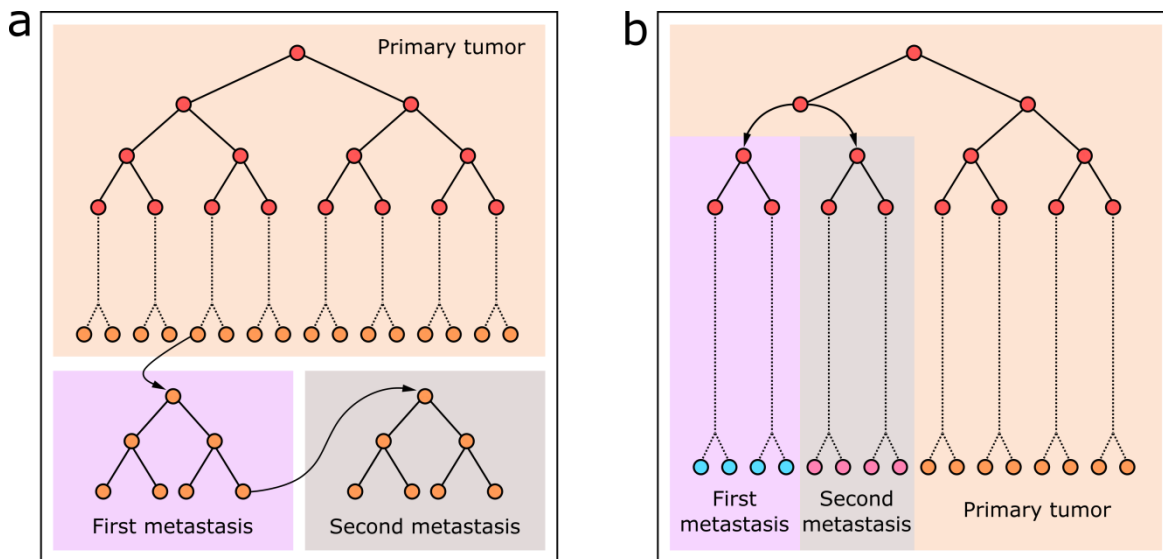 a
Primary tumor
First metastasis
Second metastasis
b
First
metastasis
Second
metastasis
Primary tumor